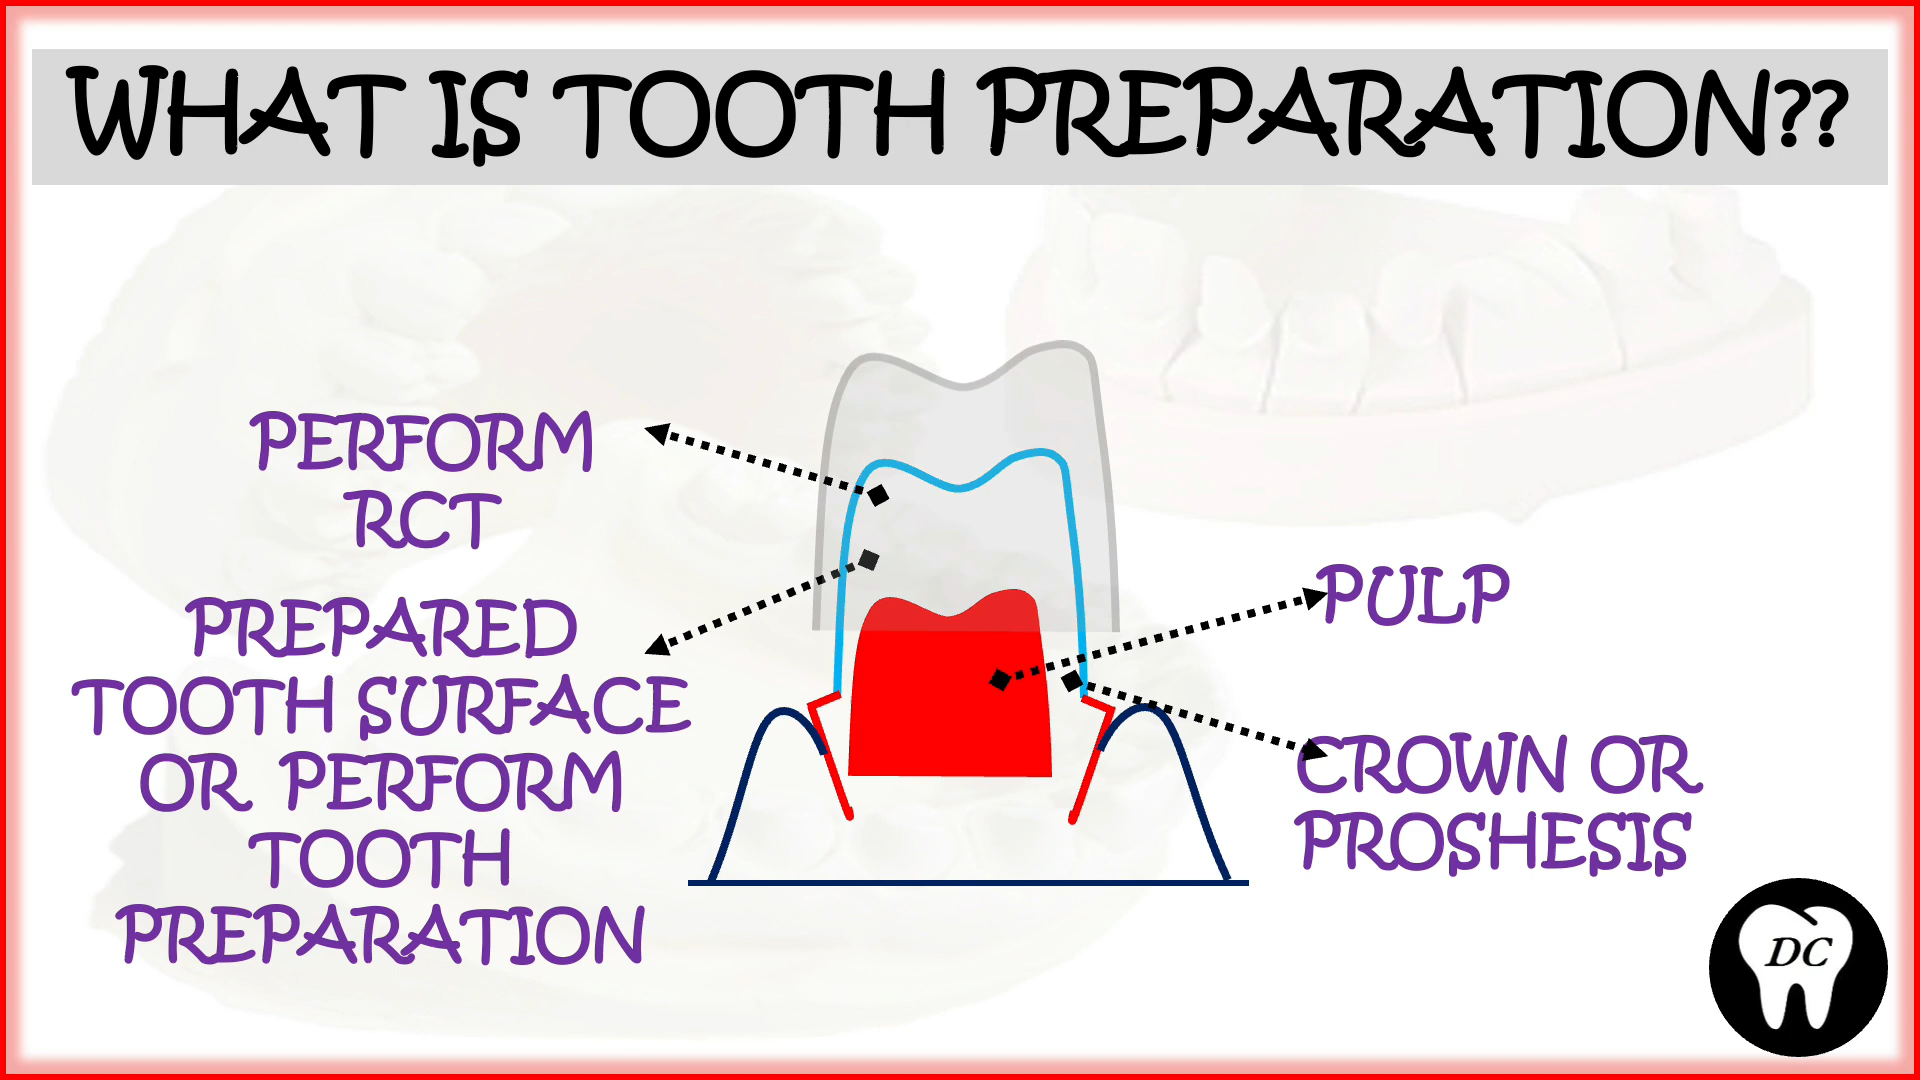 WHAT IS TOOTH PREPARATION??
PERFORM
RCT
PREPARED
TOOTH SURFACE
OR PERFORM
TOOTH
PREPARATION
PULP
CROWN OR
PROSHESIS
DC